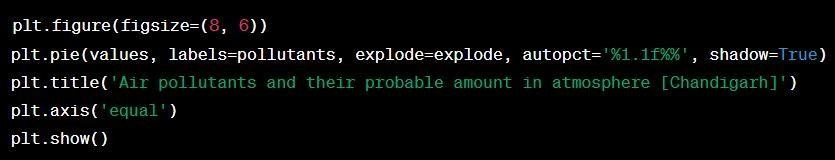 plt.figure(figsize=(8, 6))
plt.pie(values, labels=pollutants, explode=explode, autopct='%1.1f%%', shadow=True)
plt.title('Air pollutants and their probable amount in atmosphere [Chandigarh]')
plt.axis('equal')
plt.show()